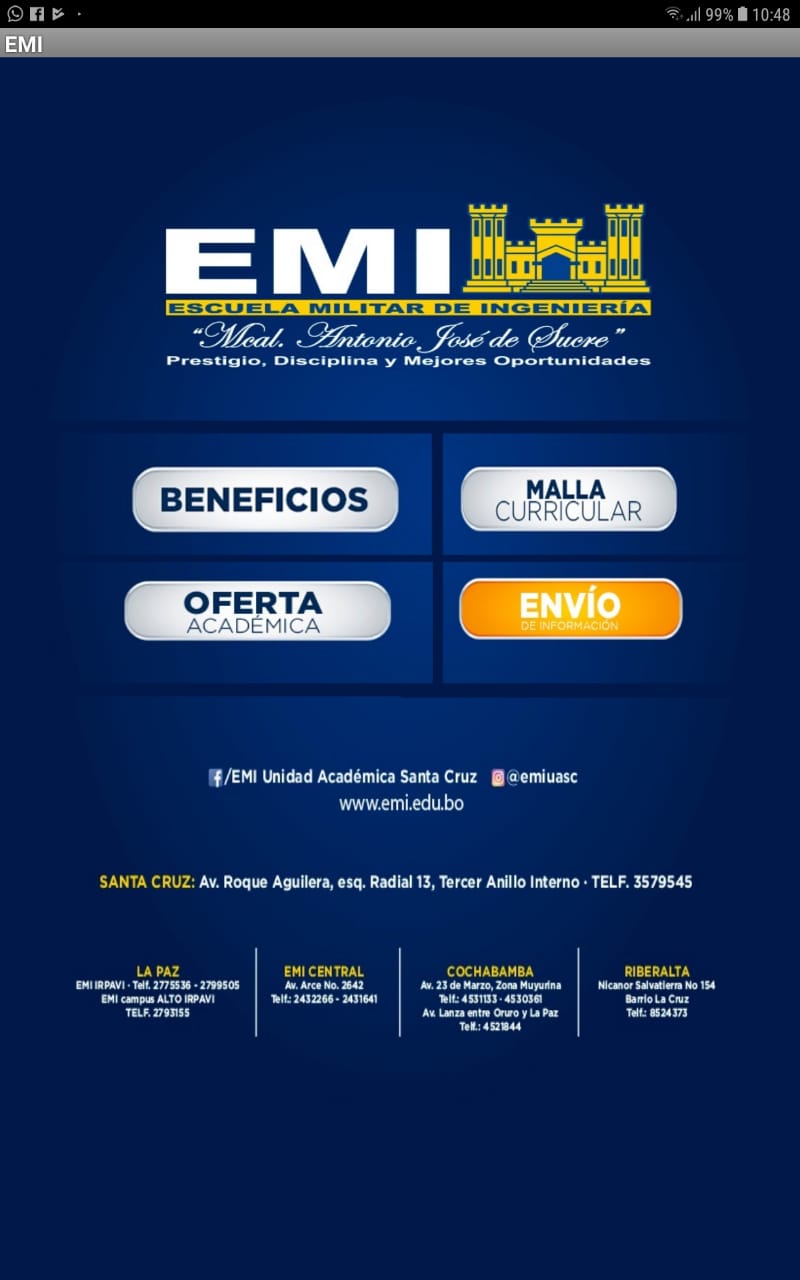 99% 10:48
EMI
EMI
ESCUELA MILITAR DE INGENIERÍA
"Mcal. Antonio José de Sucre"
Prestigio, Disciplina y Mejores Oportunidades
BENEFICIOS
MALLA
CURRICULAR
OFERTA
ACADÉMICA
ENVÍO
DE INFORMACIÓN
/EMI Unidad Académica Santa Cruz @emiuasc
www.emi.edu.bo
SANTA CRUZ: Av. Roque Aguilera, esq. Radial 13, Tercer Anillo Interno · TELF. 3579545
LA PAZ
EMI IRPAVI · Telf. 2775536 - 2799505
EMI campus ALTO IRPAVI
TELF. 2793155
EMI CENTRAL
Av. Arce No. 2642
Telf.: 2432266 - 2431641
COCHABAMBA
Av. 23 de Marzo, Zona Muyurina
Telf.: 4531133 · 4530361
Av. Lanza entre Oruro y La Paz
Telf.: 4521844
RIBERALTA
Nicanor Salvatierra No 154
Barrio La Cruz
Telf.: 8524373